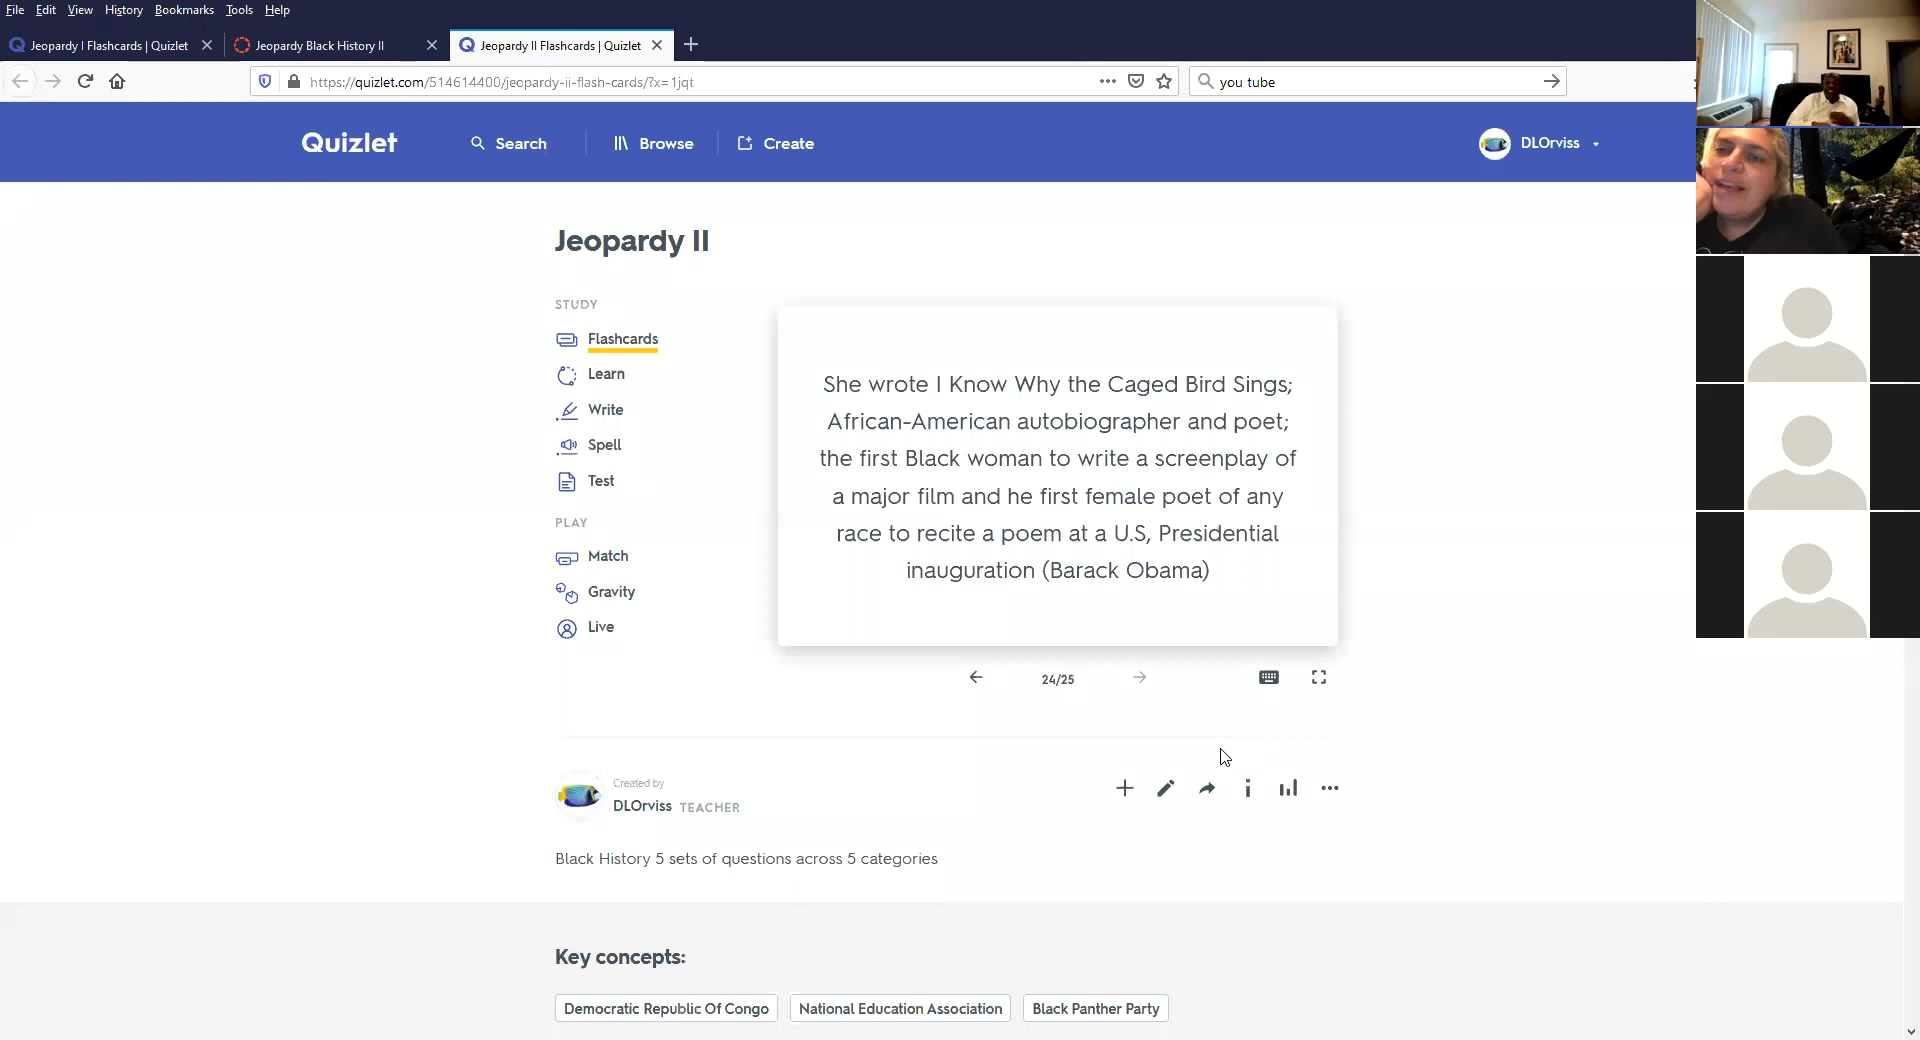 File Edit View History Bookmarks Tools Help
Jeopardy I Flashcards | Quizlet
Jeopardy Black History II
Jeopardy II Flashcards | Quizlet
https://quizlet.com/514614400/jeopardy-ii-flash-cards/?x=1jqt
you tube
Quizlet
Search
Browse
Create
DLOrviss
Jeopardy II
STUDY
Flashcards
Learn
Write
Spell
Test
PLAY
Match
Gravity
Live
She wrote I Know Why the Caged Bird Sings;
African-American autobiographer and poet;
the first Black woman to write a screenplay of
a major film and he first female poet of any
race to recite a poem at a U.S, Presidential
inauguration (Barack Obama)
24/25
Created by
DLOrviss TEACHER
Black History 5 sets of questions across 5 categories
Key concepts:
Democratic Republic Of Congo
National Education Association
Black Panther Party